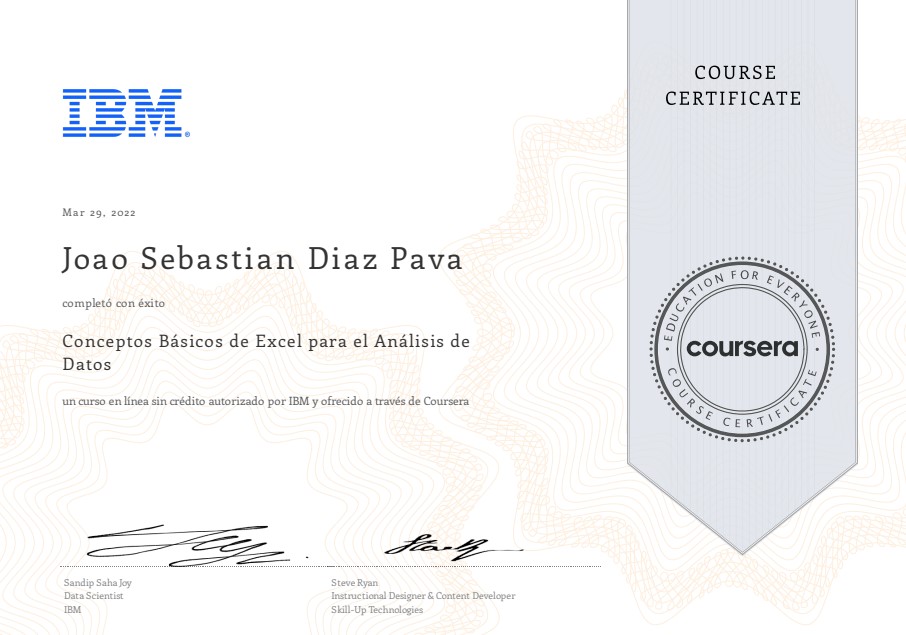 COURSE
CERTIFICATE
IBM®
Mar 29, 2022
Joao Sebastian Diaz Pava
completó con éxito
Conceptos Básicos de Excel para el Análisis de
Datos
un curso en línea sin crédito autorizado por IBM y ofrecido a través de Coursera
EDUCATION FOR EVERYONE
coursera
COURSE CERTIFICATE
Sandip Saha Joy
Data Scientist
IBM
Steve Ryan
Instructional Designer & Content Developer
Skill-Up Technologies